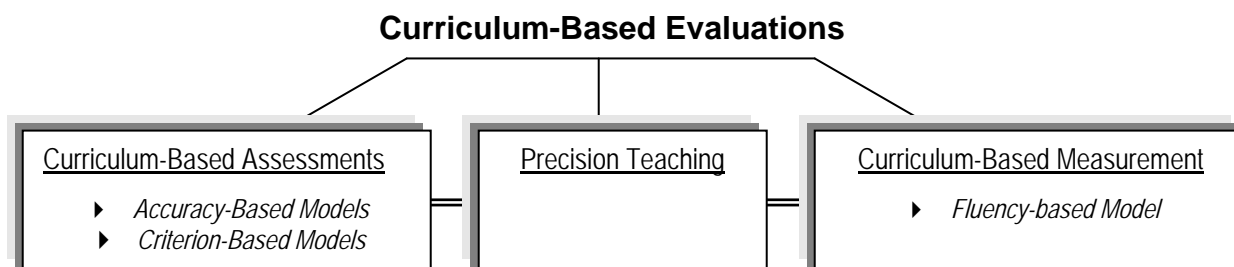 Curriculum-Based Evaluations
Curriculum-Based Assessments
Accuracy-Based Models
Criterion-Based Models
Precision Teaching
Curriculum-Based Measurement
Fluency-based Model